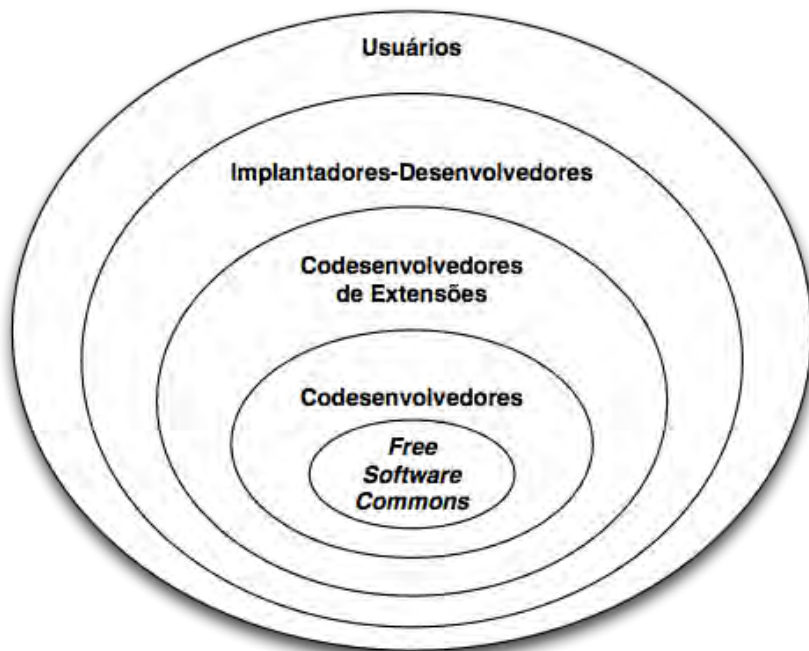 Usuários
Implantadores-Desenvolvedores
Codesenvolvedores
de Extensões
Codesenvolvedores
Free
Software
Commons